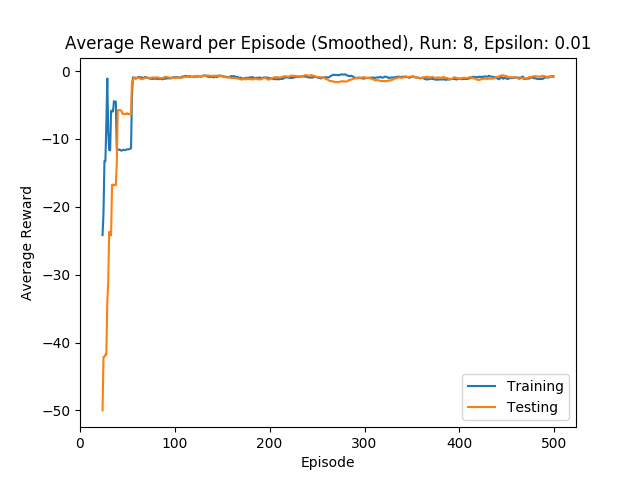 Average Reward per Episode (Smoothed), Run: 8, Epsilon: 0.01
0
−10
−20
−30
−40
−50
Average Reward
0 100 200 300 400 500
Episode
Training
Testing